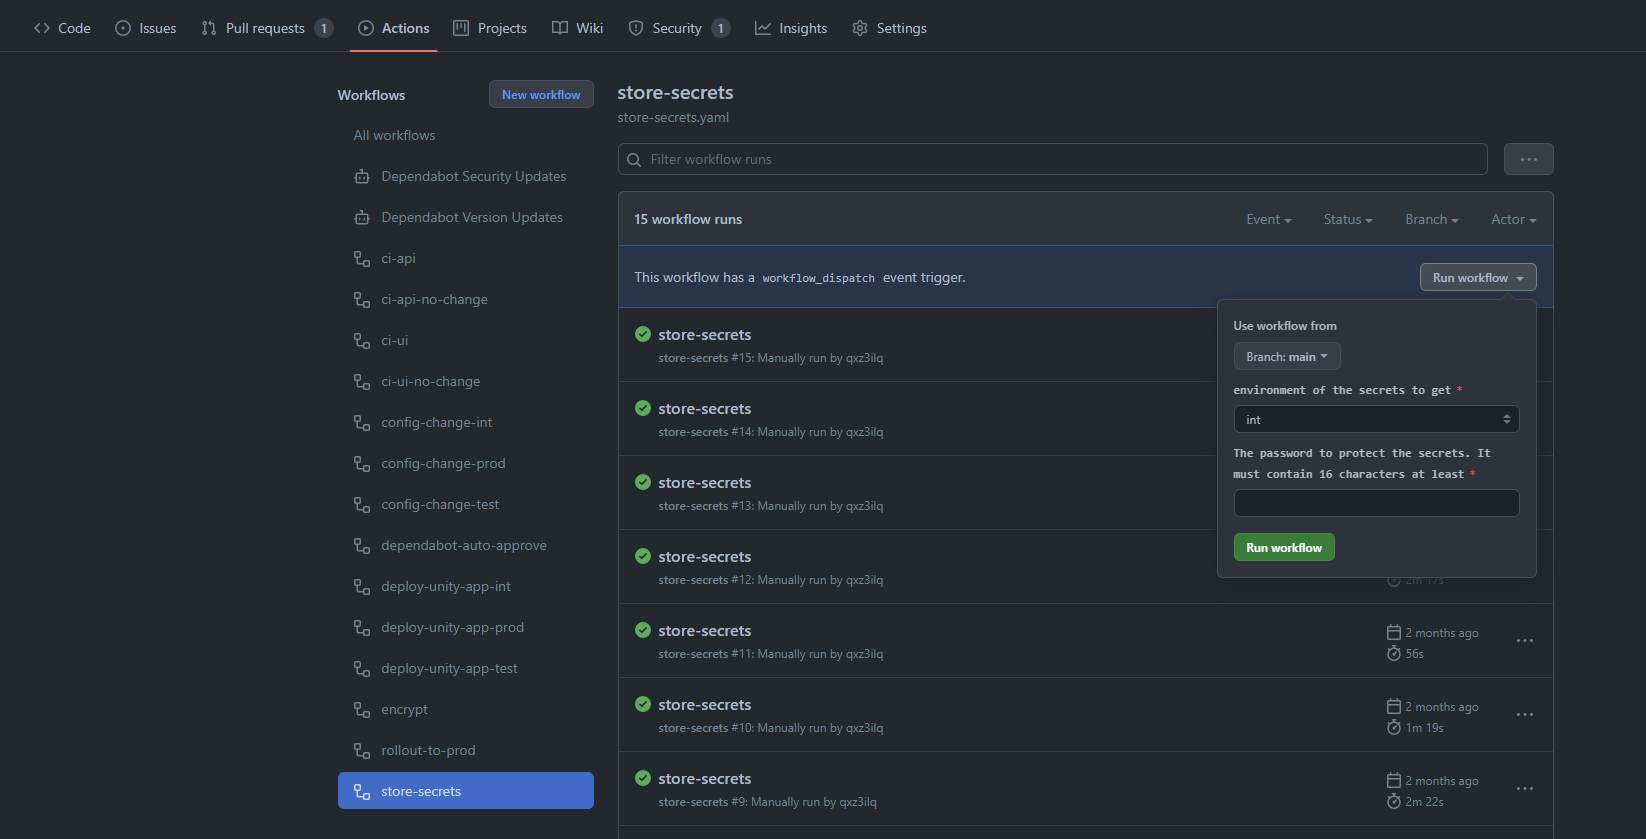 Code
Issues
Pull requests 1
Actions
Projects
Wiki
Security 1
Insights
Settings
Workflows
New workflow
All workflows
Dependabot Security Updates
Dependabot Version Updates
ci-api
ci-api-no-change
ci-ui
ci-ui-no-change
config-change-int
config-change-prod
config-change-test
dependabot-auto-approve
deploy-unity-app-int
deploy-unity-app-prod
deploy-unity-app-test
encrypt
rollout-to-prod
store-secrets
store-secrets
store-secrets.yaml
Filter workflow runs
15 workflow runs
Event
Status
Branch
Actor
This workflow has a workflow_dispatch event trigger.
Run workflow
Use workflow from
Branch: main
environment of the secrets to get *
int
The password to protect the secrets. It
must contain 16 characters at least *
Run workflow
store-secrets
store-secrets #15: Manually run by qxz3ilq
store-secrets
store-secrets #14: Manually run by qxz3ilq
store-secrets
store-secrets #13: Manually run by qxz3ilq
store-secrets
store-secrets #12: Manually run by qxz3ilq
2m 17s
store-secrets
store-secrets #11: Manually run by qxz3ilq
2 months ago
56s
store-secrets
store-secrets #10: Manually run by qxz3ilq
2 months ago
1m 19s
store-secrets
store-secrets #9: Manually run by qxz3ilq
2 months ago
2m 22s